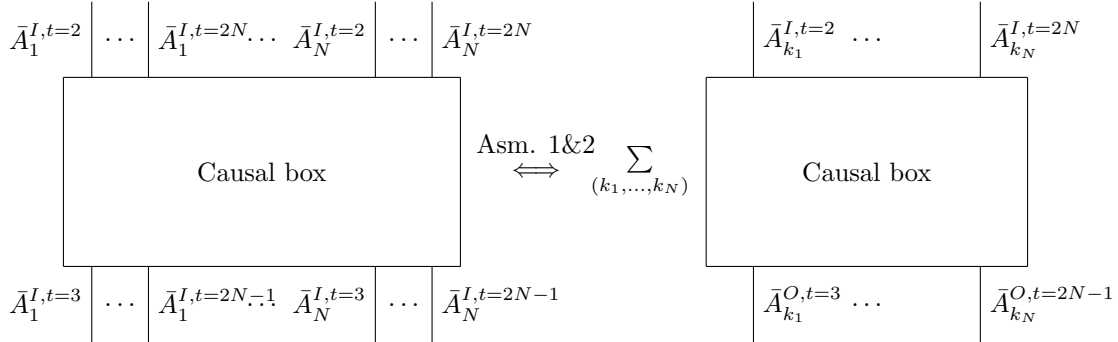 Ā_1^{I,t=2} ⋯ Ā_1^{I,t=2N} ⋯ Ā_N^{I,t=2} ⋯ Ā_N^{I,t=2N}
Causal box
Ā_1^{I,t=3} ⋯ Ā_1^{I,t=2N−1} ⋯ Ā_N^{I,t=3} ⋯ Ā_N^{I,t=2N−1}
Asm. 1&2
⟺
∑
(k_1,...,k_N)
Ā_{k_1}^{I,t=2} ⋯ Ā_{k_N}^{I,t=2N}
Causal box
Ā_{k_1}^{O,t=3} ⋯ Ā_{k_N}^{O,t=2N−1}